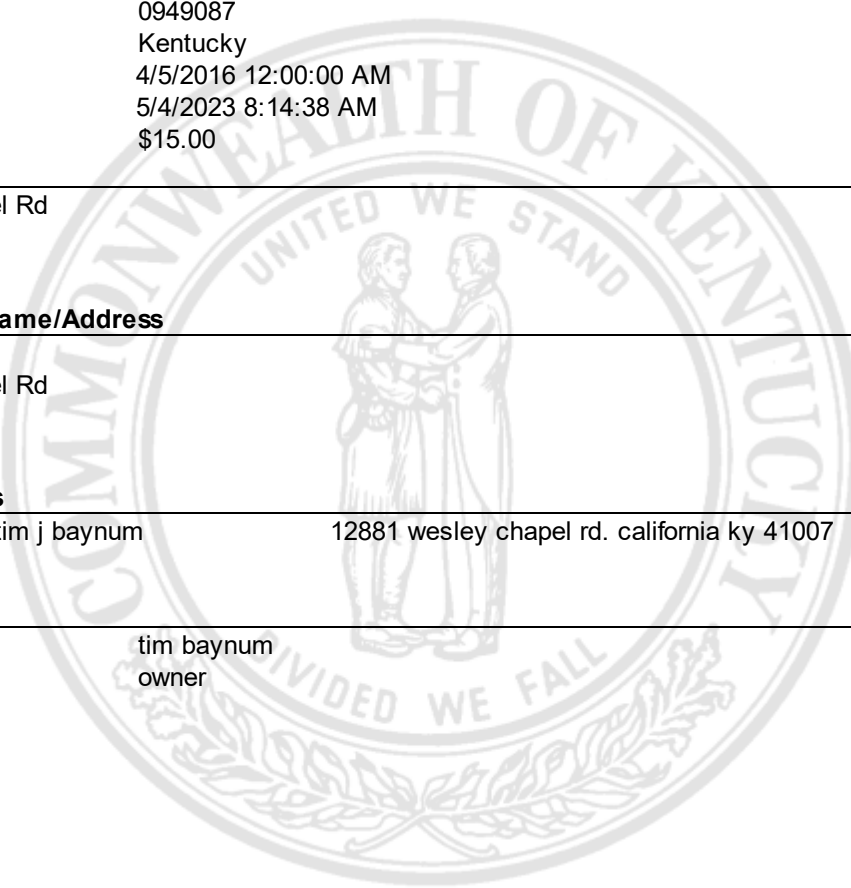 0949087
Kentucky
4/5/2016 12:00:00 AM
5/4/2023 8:14:38 AM
$15.00
el Rd
ame/Address
el Rd
s
tim j baynum 12881 wesley chapel rd. california ky 41007
tim baynum
owner
COMMONWEALTH OF KENTUCKY
UNITED WE STAND
DIVIDED WE FALL